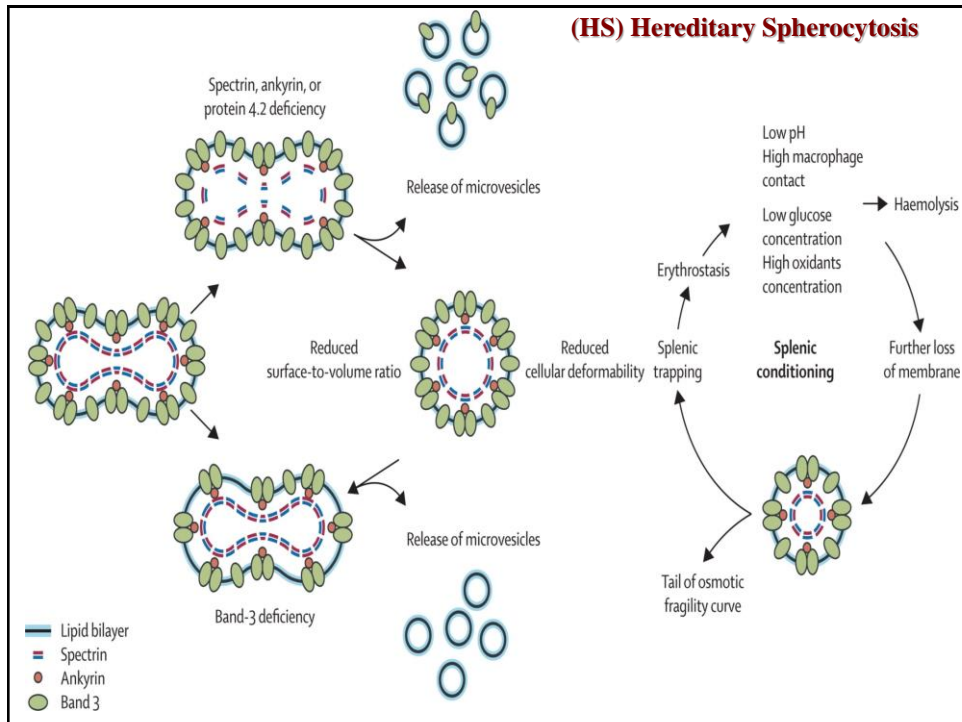 (HS) Hereditary Spherocytosis
Spectrin, ankyrin, or
protein 4.2 deficiency
Release of microvesicles
Low pH
High macrophage
contact
Low glucose
concentration
High oxidants
concentration
Haemolysis
Erythrostasis
Reduced
surface-to-volume ratio
Reduced
cellular deformability
Splenic
trapping
Splenic
conditioning
Further loss
of membrane
Release of microvesicles
Tail of osmotic
fragility curve
Band-3 deficiency
Lipid bilayer
Spectrin
Ankyrin
Band 3